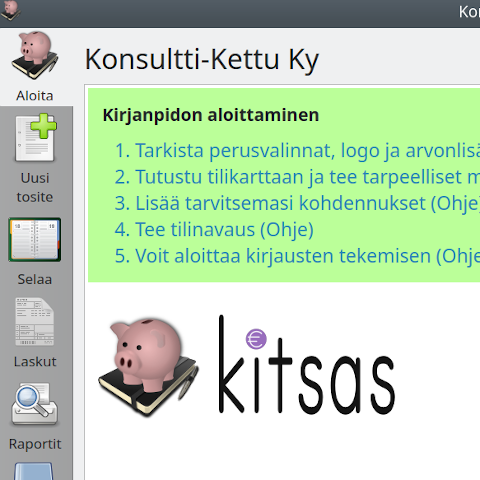 Konsultti-Kettu Ky
Kirjanpidon aloittaminen
1. Tarkista perusvalinnat, logo ja
2. Tutustu tilikarttaan ja tee tarpeelliset
3. Lisää tarvitsemasi kohdennukset (Ohje)
4. Tee tilinavaus (Ohje)
5. Voit aloittaa kirjausten tekemisen (Ohje
kitsas
Aloita
Uusi
tosite
Selaa
Laskut
Raportit